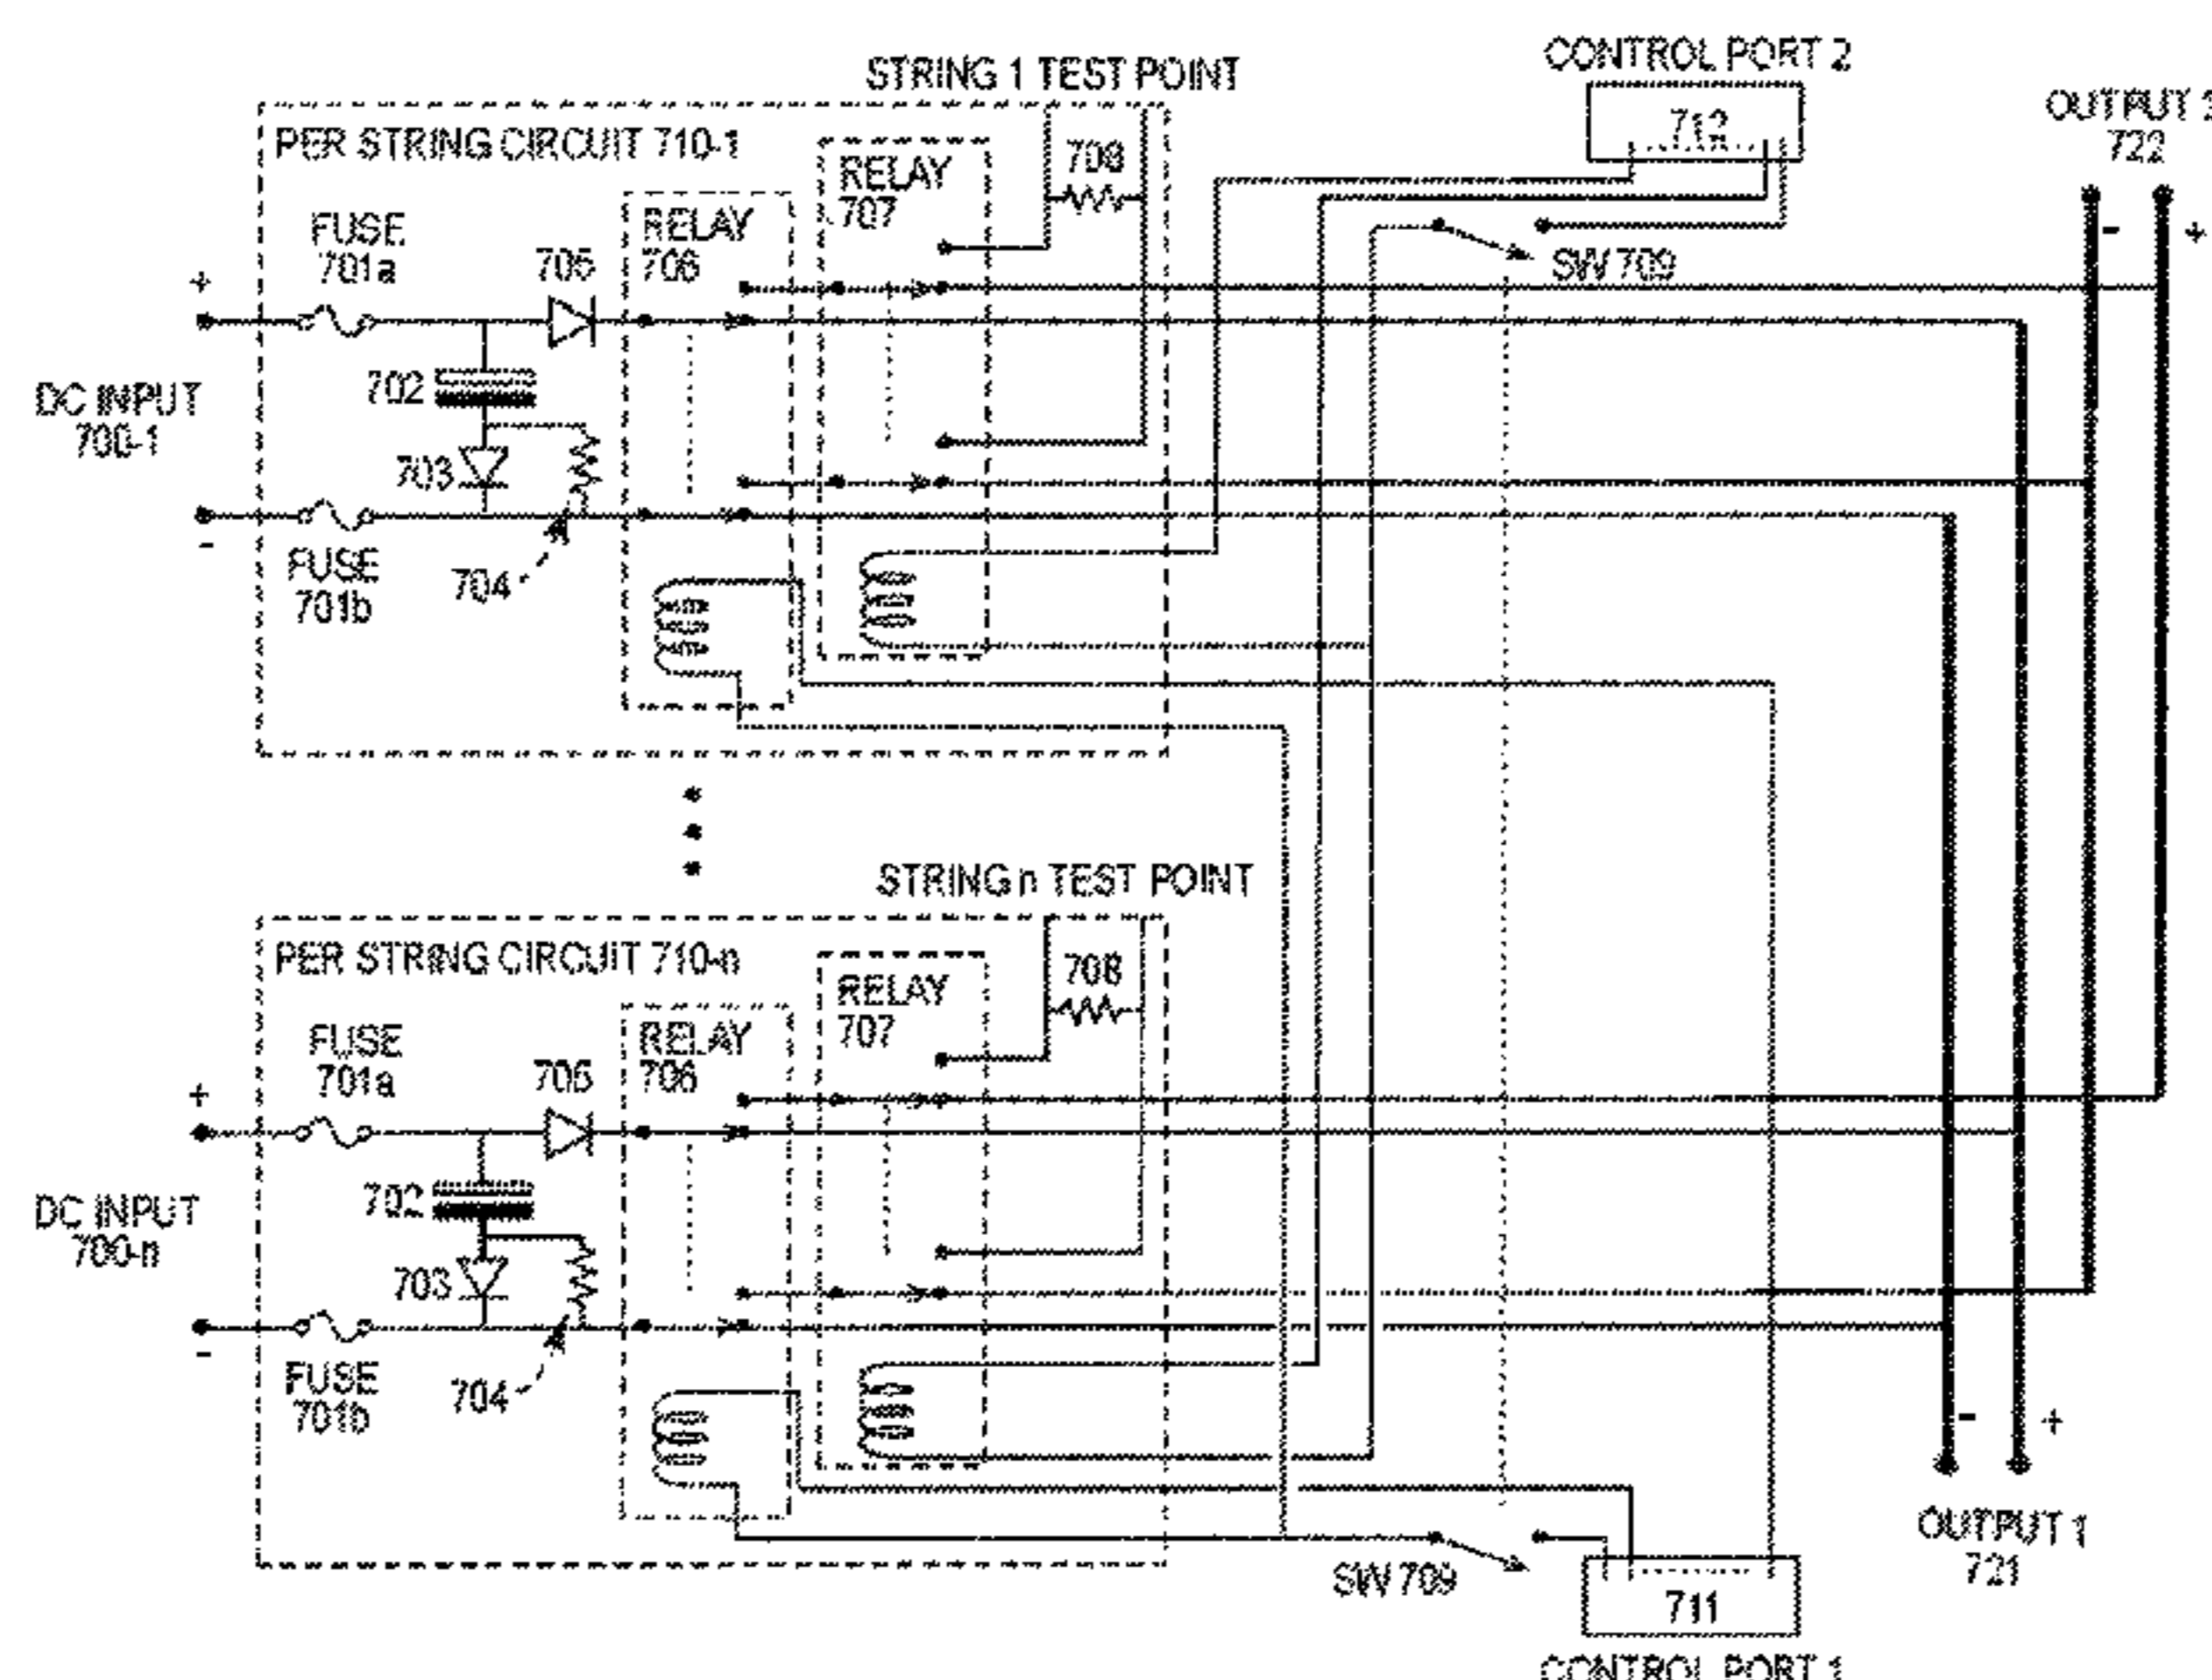 STRING 1 TEST POINT
CONTROL PORT 2
712
OUTPUT 2
722
-
+
PER STRING CIRCUIT 710-1
RELAY
707
708
FUSE
701a
705
RELAY
706
SW 709
+
702
DC INPUT
700-1
703
-
FUSE
701b
704
STRING n TEST POINT
PER STRING CIRCUIT 710-n
RELAY
707
708
FUSE
701a
705
RELAY
706
+
702
DC INPUT
700-n
703
-
FUSE
701b
704
-
+
OUTPUT 1
721
SW 709
711
CONTROL PORT 1